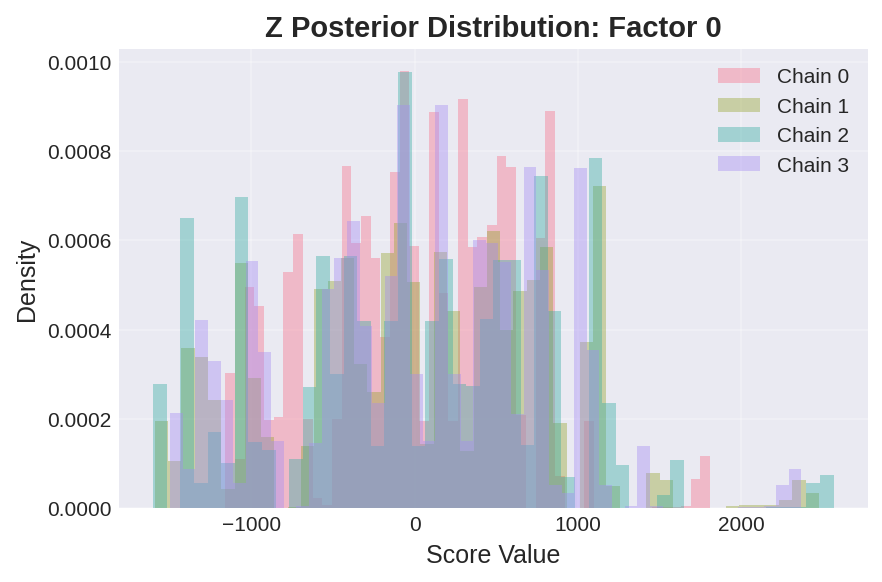 Z Posterior Distribution: Factor 0
0.0010
0.0008
0.0006
0.0004
0.0002
0.0000
Density
Chain 0
Chain 1
Chain 2
Chain 3
−1000
0
1000
2000
Score Value